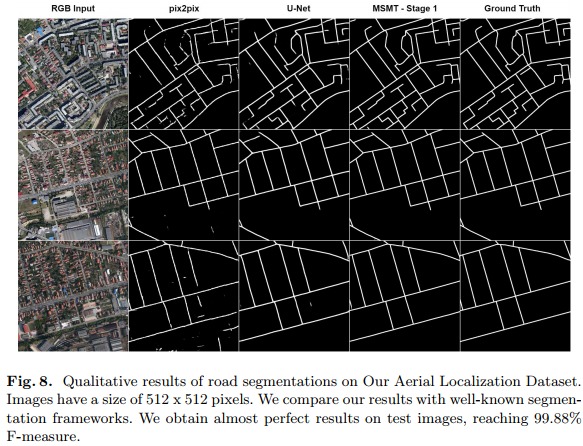 RGB Input pix2pix U-Net MSMT - Stage 1 Ground Truth
Fig. 8. Qualitative results of road segmentations on Our Aerial Localization Dataset.
Images have a size of 512 x 512 pixels. We compare our results with well-known segmen-
tation frameworks. We obtain almost perfect results on test images, reaching 99.88%
F-measure.